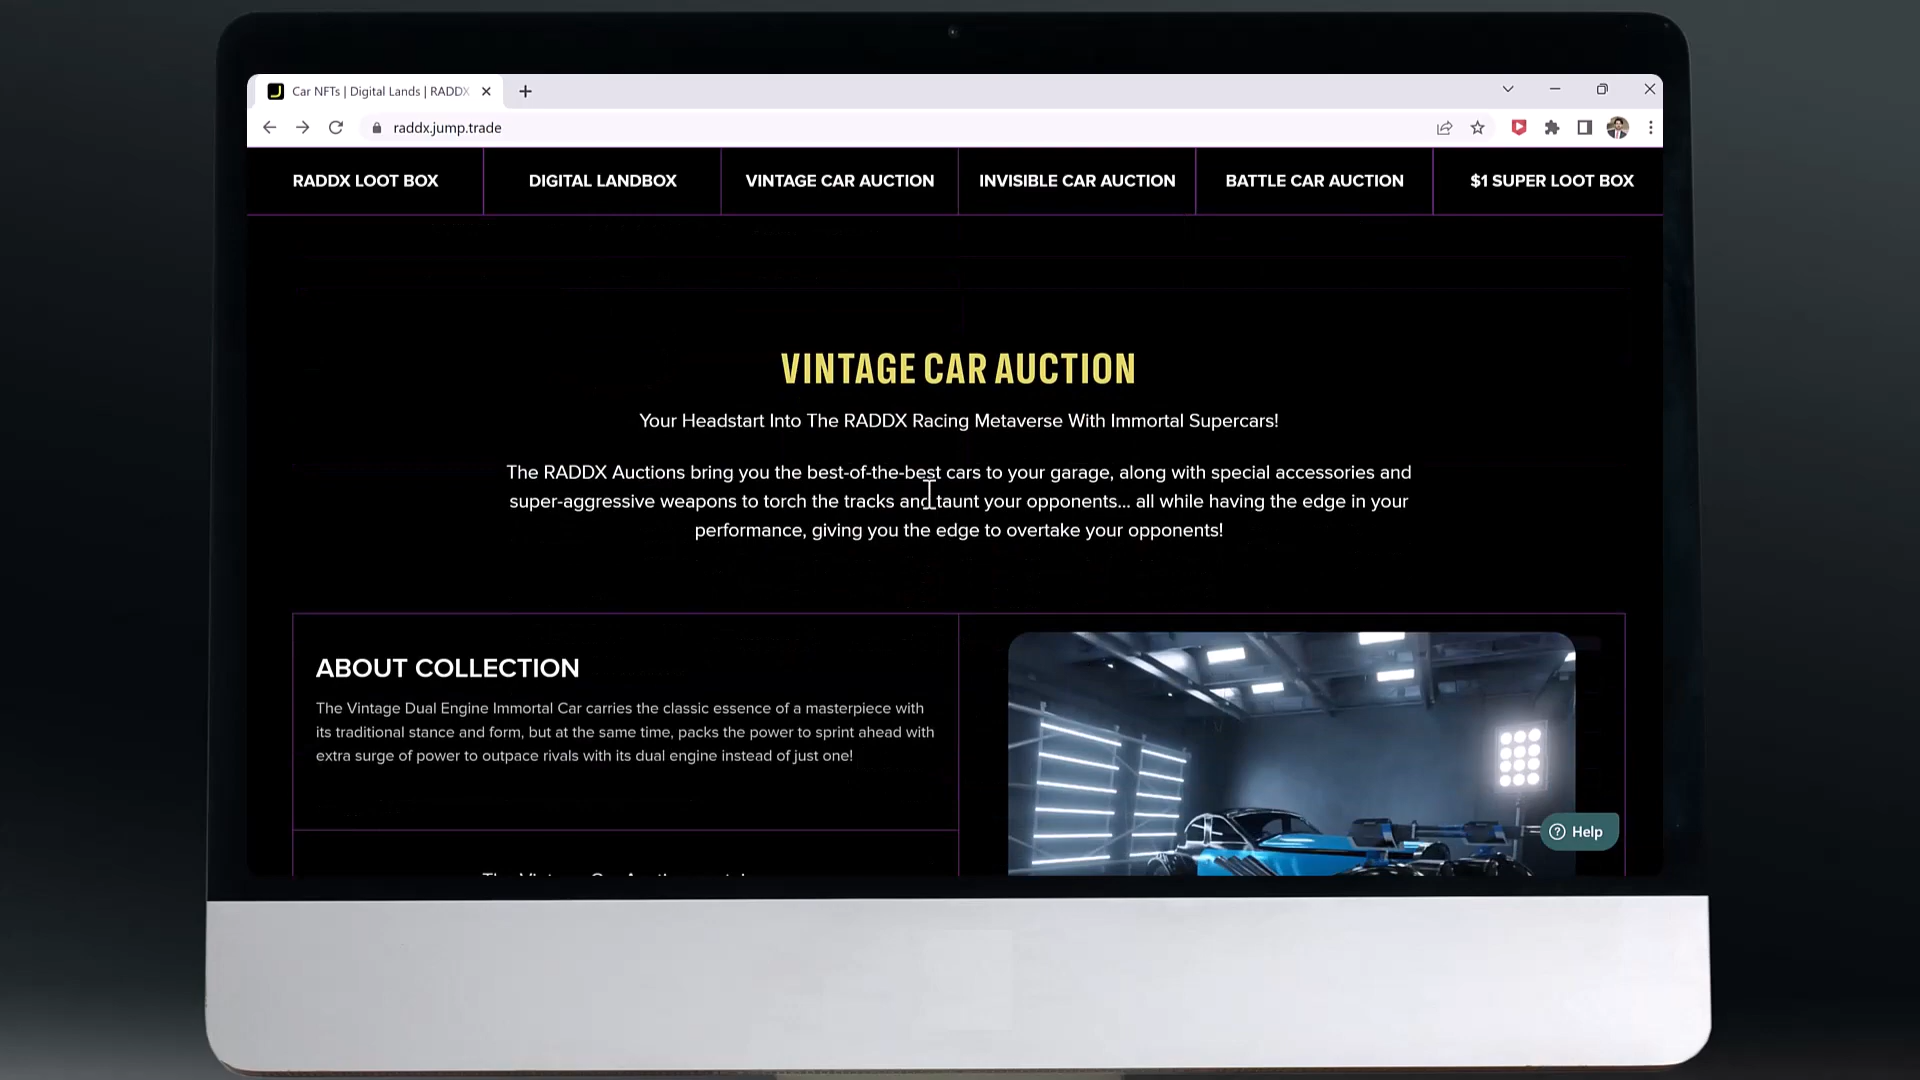 Car NFTs | Digital Lands | RADDX
raddx.jump.trade
RADDX LOOT BOX
DIGITAL LANDBOX
VINTAGE CAR AUCTION
INVISIBLE CAR AUCTION
BATTLE CAR AUCTION
$1 SUPER LOOT BOX
VINTAGE CAR AUCTION
Your Headstart Into The RADDX Racing Metaverse With Immortal Supercars!
The RADDX Auctions bring you the best-of-the-best cars to your garage, along with special accessories and
super-aggressive weapons to torch the tracks and taunt your opponents... all while having the edge in your
performance, giving you the edge to overtake your opponents!
ABOUT COLLECTION
The Vintage Dual Engine Immortal Car carries the classic essence of a masterpiece with
its traditional stance and form, but at the same time, packs the power to sprint ahead with
extra surge of power to outpace rivals with its dual engine instead of just one!
Help